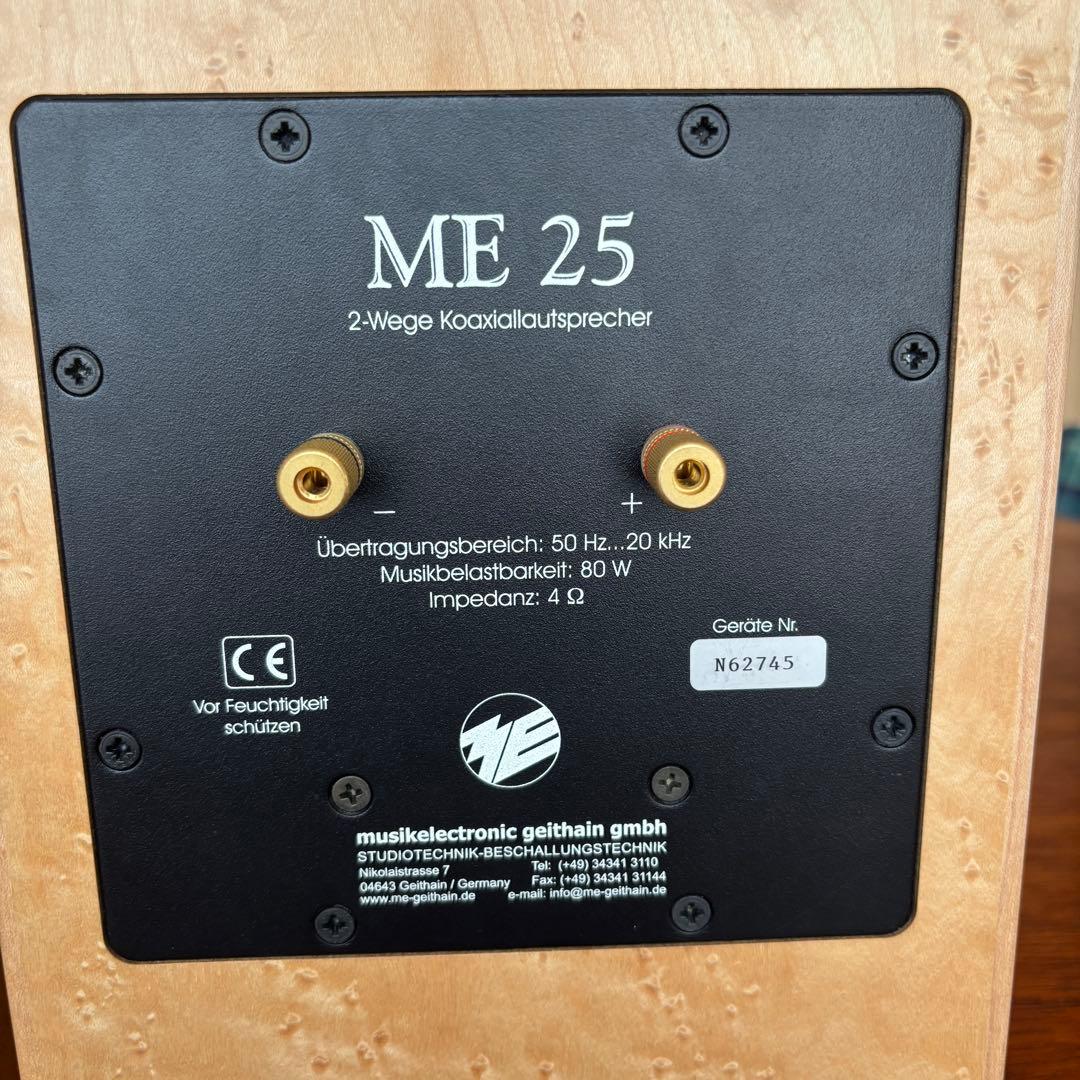 ME 25
2-Wege Koaxiallautsprecher
– +
Übertragungsbereich: 50 Hz...20 kHz
Musikbelastbarkeit: 80 W
Impedanz: 4 Ω
Geräte Nr.
N62745
CE
Vor Feuchtigkeit
schützen
ME
musikelectronic geithain gmbh
STUDIOTECHNIK-BESCHALLUNGSTECHNIK
Nikolaistrasse 7 Tel: (+49) 34341 3110
04643 Geithain / Germany Fax: (+49) 34341 31144
www.me-geithain.de e-mail: info@me-geithain.de